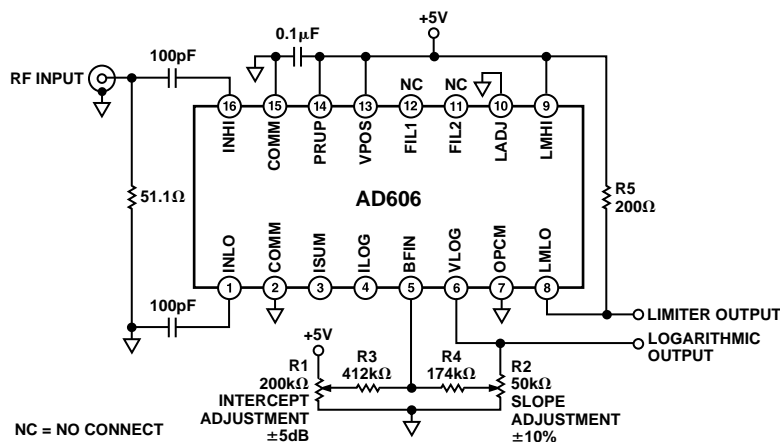 +5V
0.1µF
100pF
RF INPUT
NC
NC
16
15
14
13
12
11
10
9
INHI
COMM
PRUP
VPOS
FIL1
FIL2
LADJ
LMHI
AD606
51.1Ω
R5
200Ω
INLO
COMM
ISUM
ILOG
BFIN
VLOG
OPCM
LMLO
1
2
3
4
5
6
7
8
100pF
LIMITER OUTPUT
LOGARITHMIC
OUTPUT
+5V
R1
200kΩ
INTERCEPT
ADJUSTMENT
±5dB
R3
412kΩ
R4
174kΩ
R2
50kΩ
SLOPE
ADJUSTMENT
±10%
NC = NO CONNECT